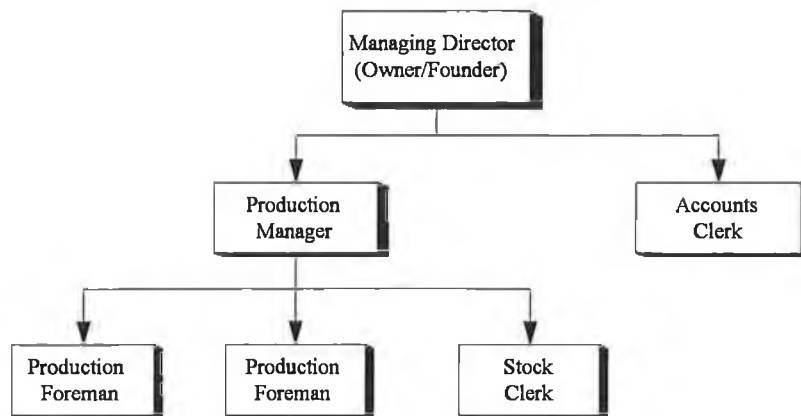 Managing Director
(Owner/Founder)
Production
Manager
Accounts
Clerk
Production
Foreman
Production
Foreman
Stock
Clerk